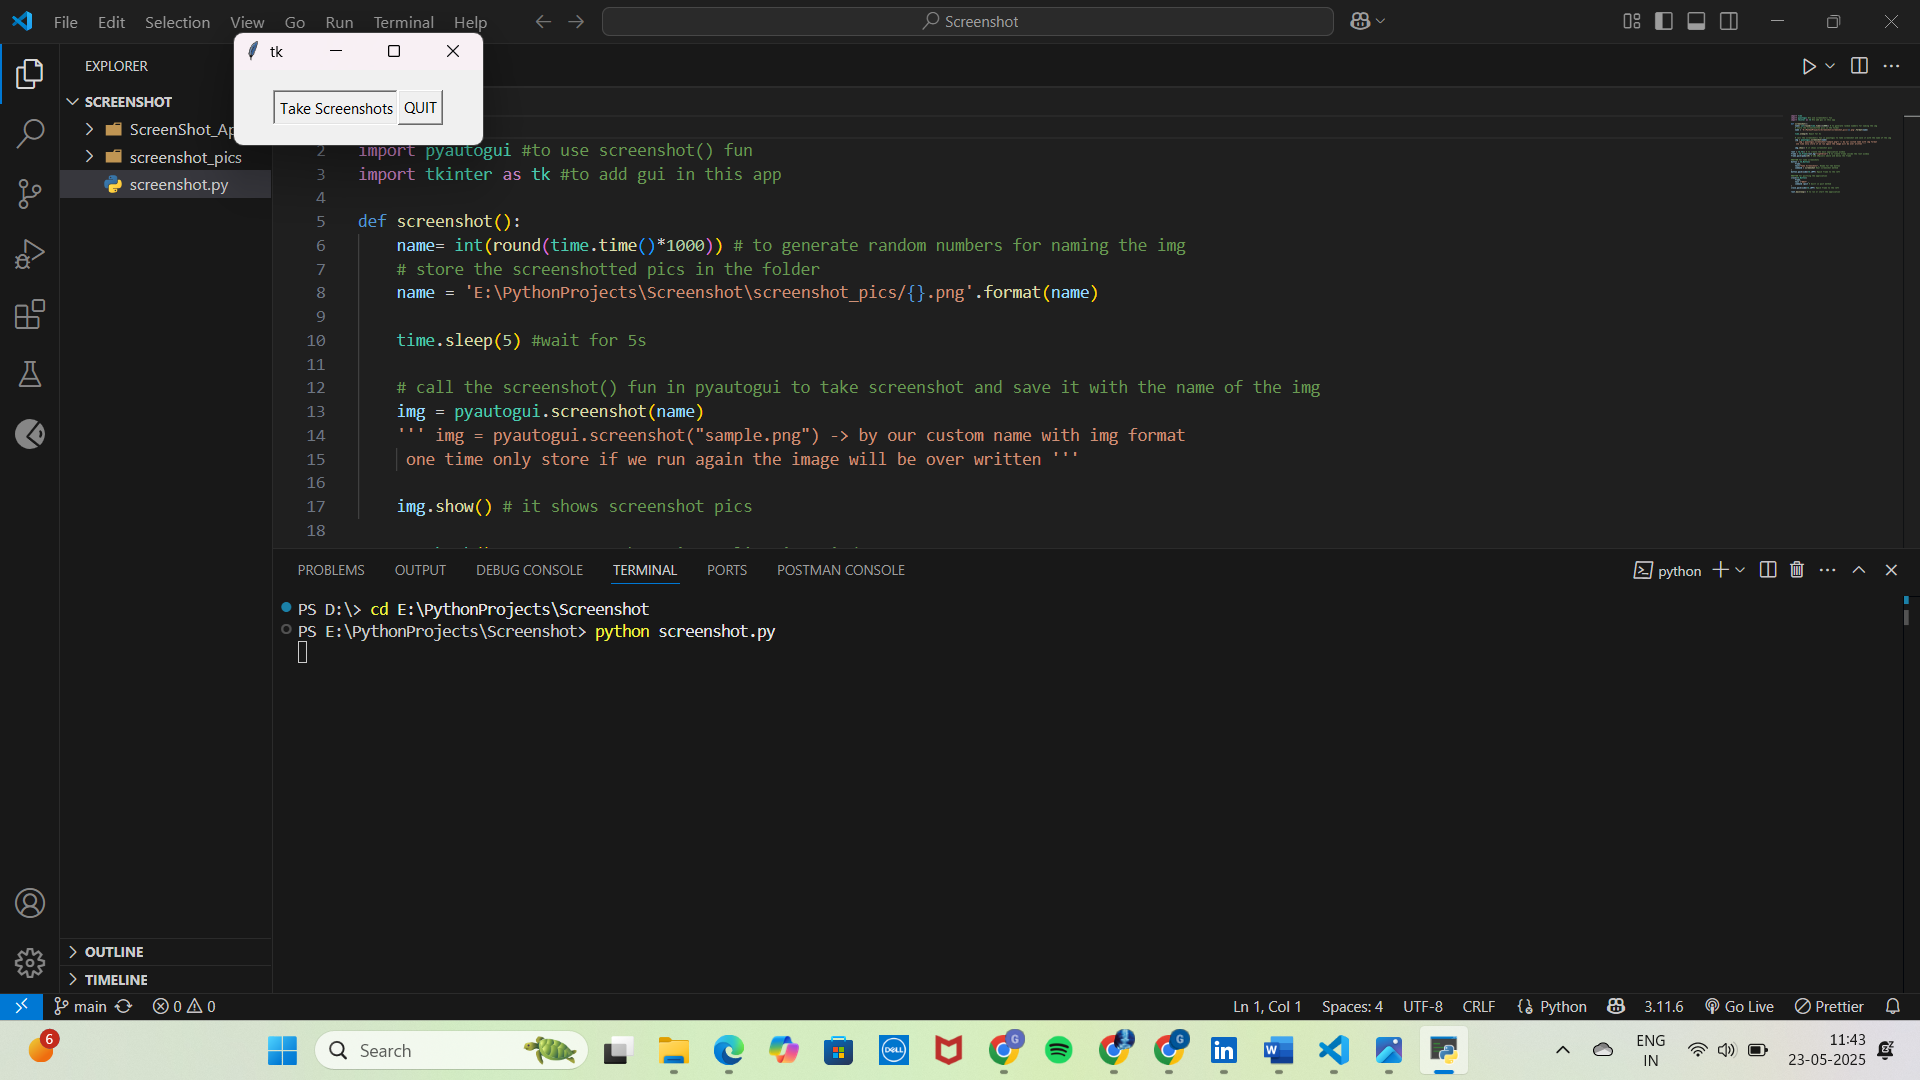 File Edit Selection View Go Run Terminal Help
Screenshot
tk
Take Screenshots QUIT
EXPLORER
SCREENSHOT
ScreenShot_Ap
screenshot_pics
screenshot.py
OUTLINE
TIMELINE
2 import pyautogui #to use screenshot() fun
3 import tkinter as tk #to add gui in this app
4
5 def screenshot():
6 name= int(round(time.time()*1000)) # to generate random numbers for naming the img
7 # store the screenshotted pics in the folder
8 name = 'E:\PythonProjects\Screenshot\screenshot_pics/{}.png'.format(name)
9
10 time.sleep(5) #wait for 5s
11
12 # call the screenshot() fun in pyautogui to take screenshot and save it with the name of the img
13 img = pyautogui.screenshot(name)
14 ''' img = pyautogui.screenshot("sample.png") -> by our custom name with img format
15 one time only store if we run again the image will be over written '''
16
17 img.show() # it shows screenshot pics
18
PROBLEMS OUTPUT DEBUG CONSOLE TERMINAL PORTS POSTMAN CONSOLE
python
PS D:\> cd E:\PythonProjects\Screenshot
PS E:\PythonProjects\Screenshot> python screenshot.py
main 0 0
Ln 1, Col 1 Spaces: 4 UTF-8 CRLF Python 3.11.6 Go Live Prettier
6
Search
DELL
G
G
in
W
ENG
IN
11:43
23-05-2025